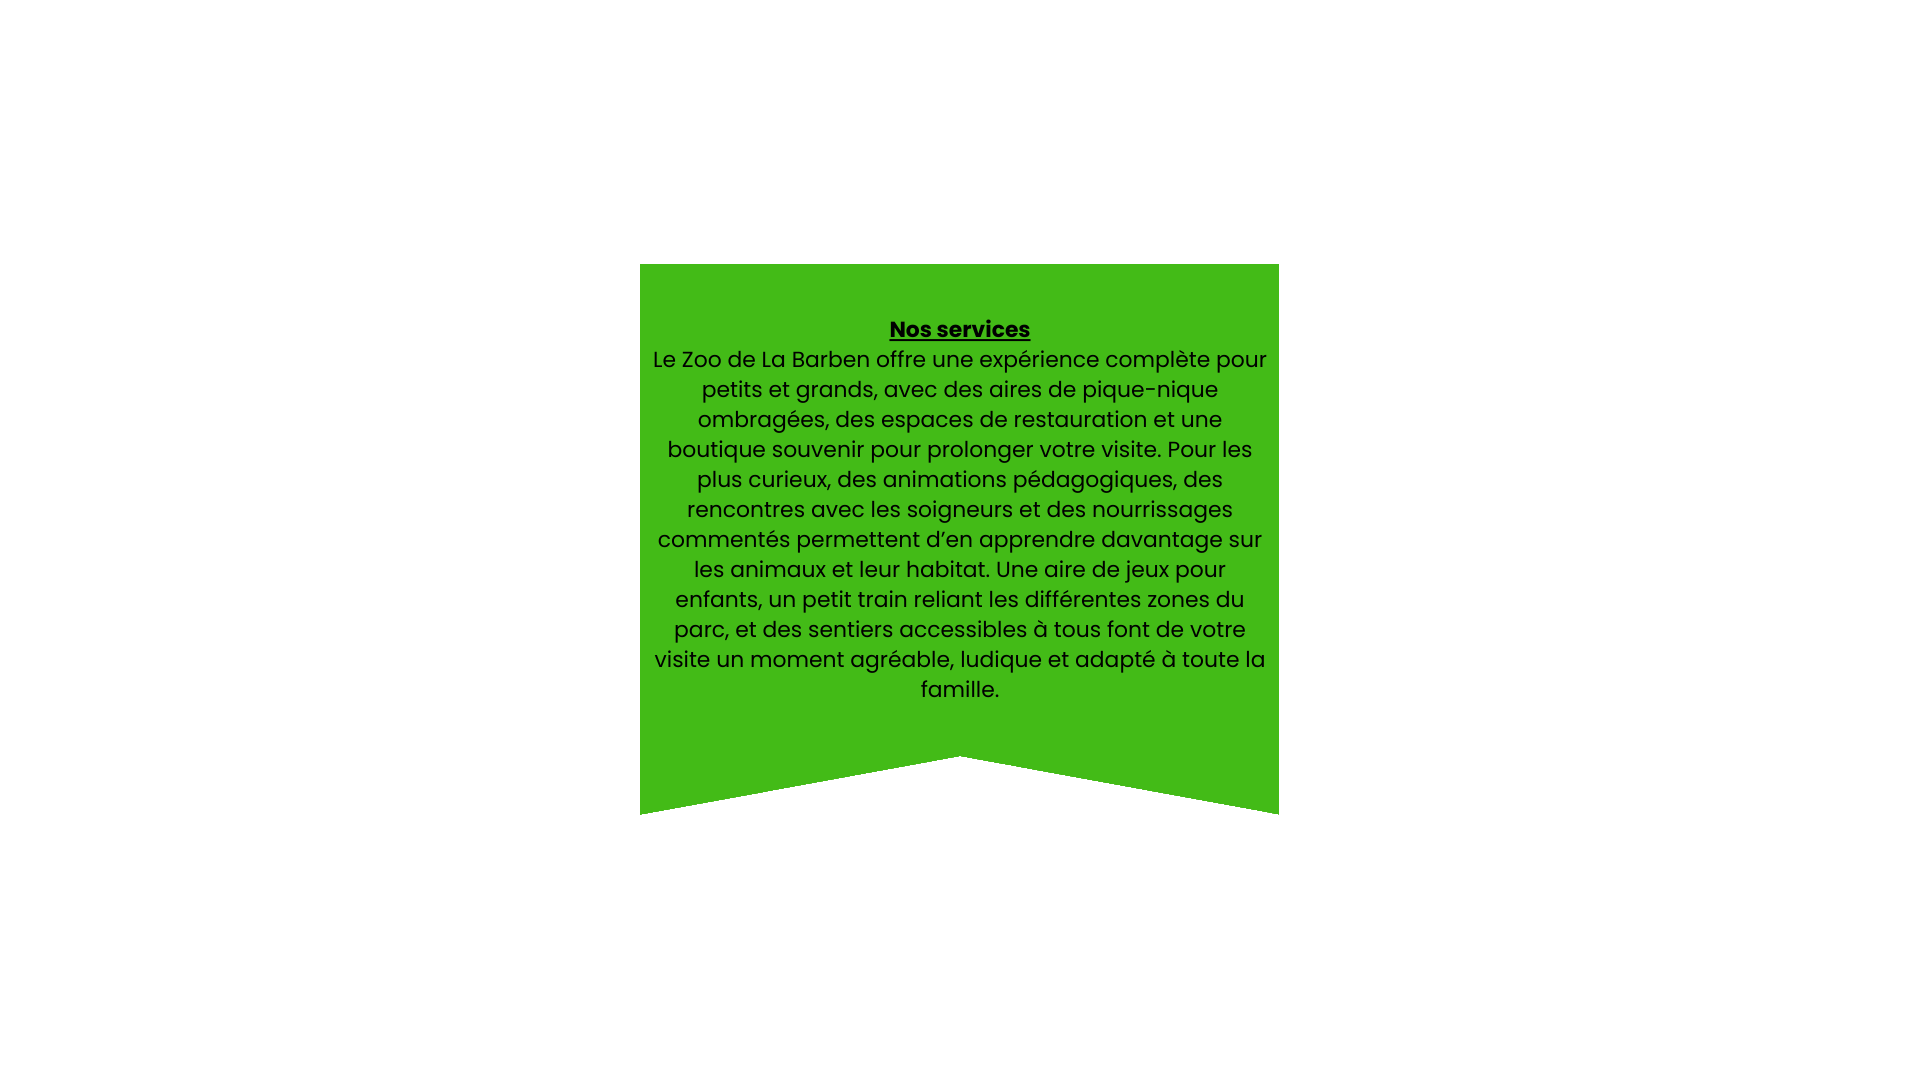 Nos services
Le Zoo de La Barben offre une expérience complète pour
petits et grands, avec des aires de pique-nique
ombragées, des espaces de restauration et une
boutique souvenir pour prolonger votre visite. Pour les
plus curieux, des animations pédagogiques, des
rencontres avec les soigneurs et des nourrissages
commentés permettent d’en apprendre davantage sur
les animaux et leur habitat. Une aire de jeux pour
enfants, un petit train reliant les différentes zones du
parc, et des sentiers accessibles à tous font de votre
visite un moment agréable, ludique et adapté à toute la
famille.